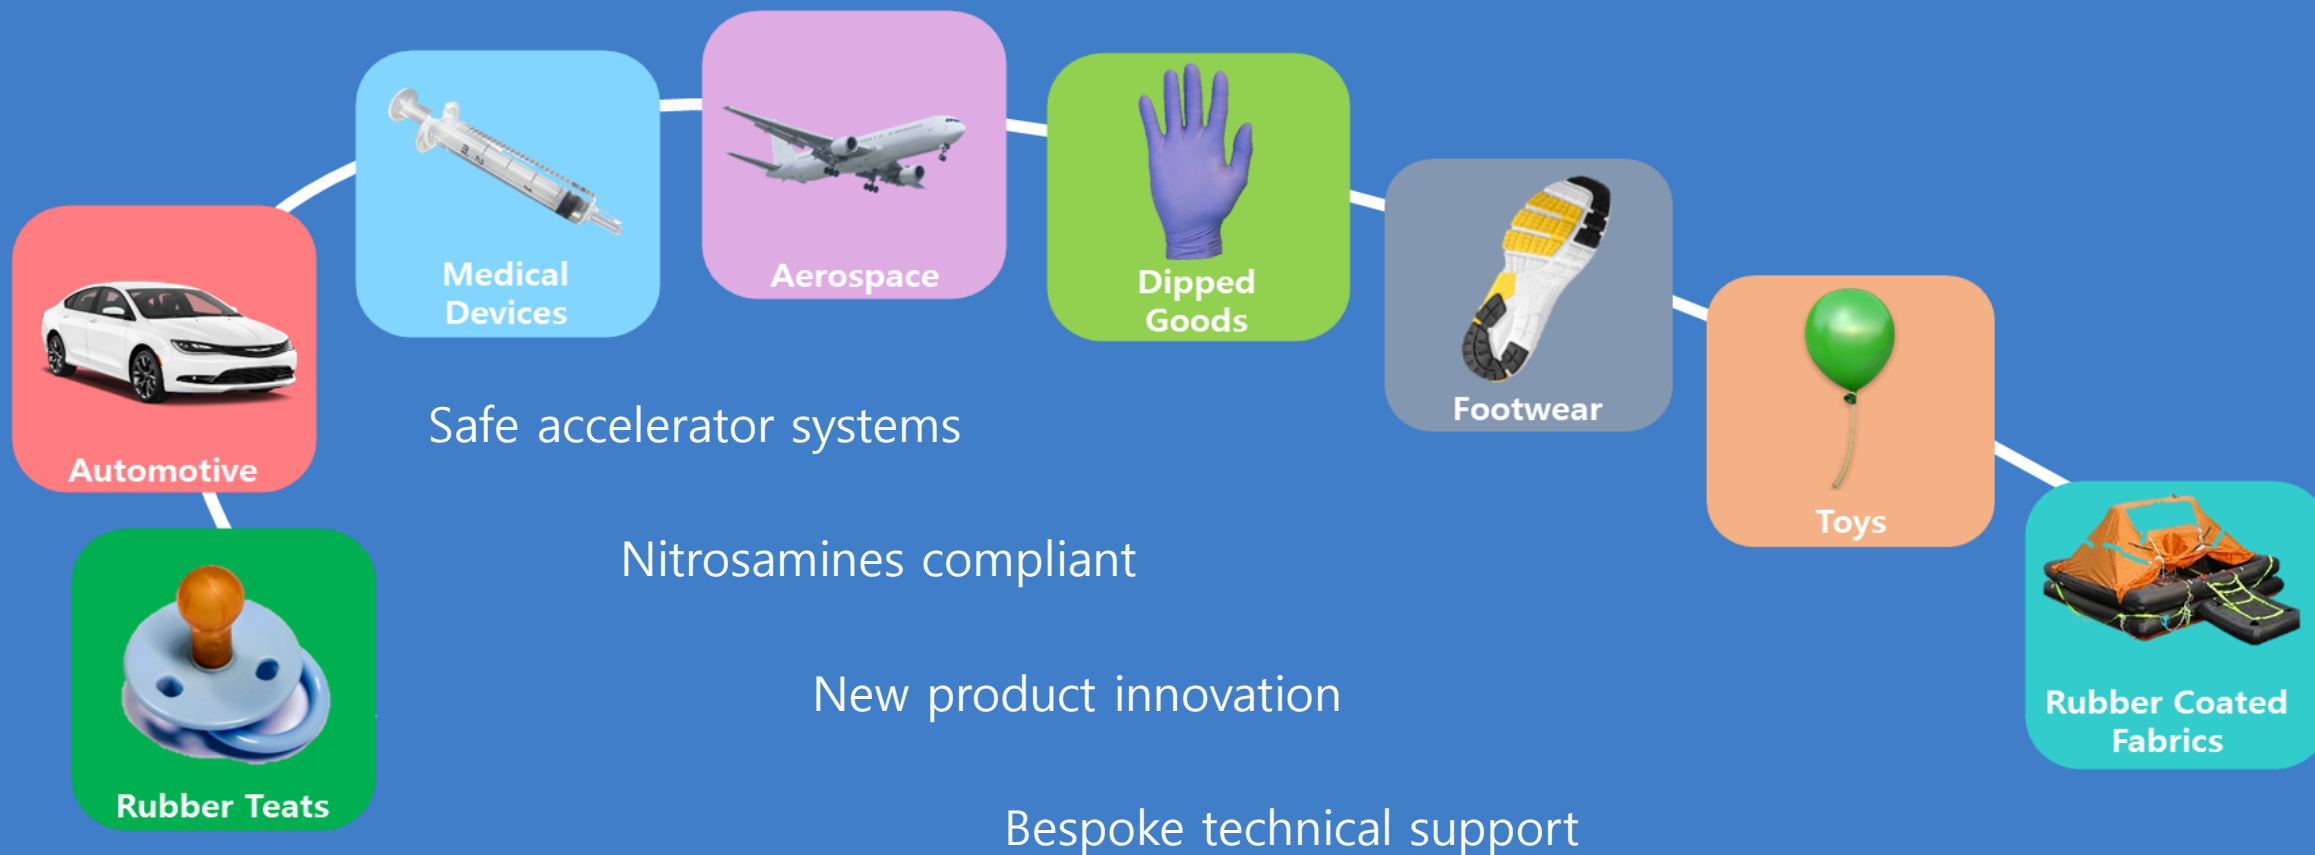 Medical
Devices
Aerospace
Dipped
Goods
Footwear
Automotive
Toys
Rubber Teats
Rubber Coated
Fabrics
Safe accelerator systems
Nitrosamines compliant
New product innovation
Bespoke technical support